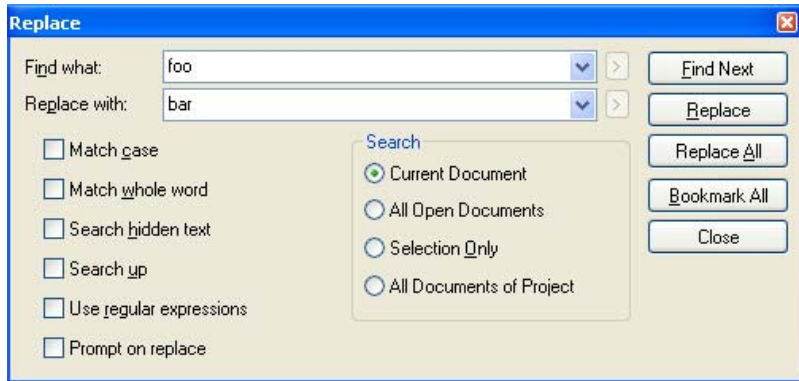 Replace
Find what: foo
Replace with: bar
Match case
Match whole word
Search hidden text
Search up
Use regular expressions
Prompt on replace
Search
Current Document
All Open Documents
Selection Only
All Documents of Project
Find Next
Replace
Replace All
Bookmark All
Close